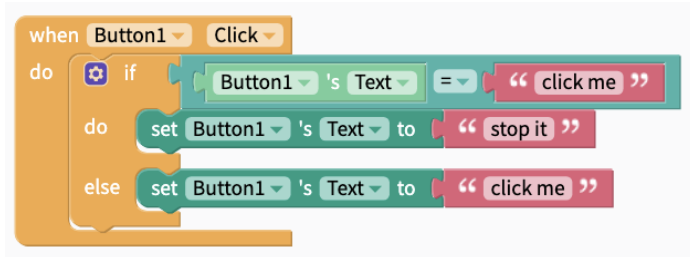 when Button1 Click
do if Button1 's Text = “ click me ”
do set Button1 's Text to “ stop it ”
else set Button1 's Text to “ click me ”